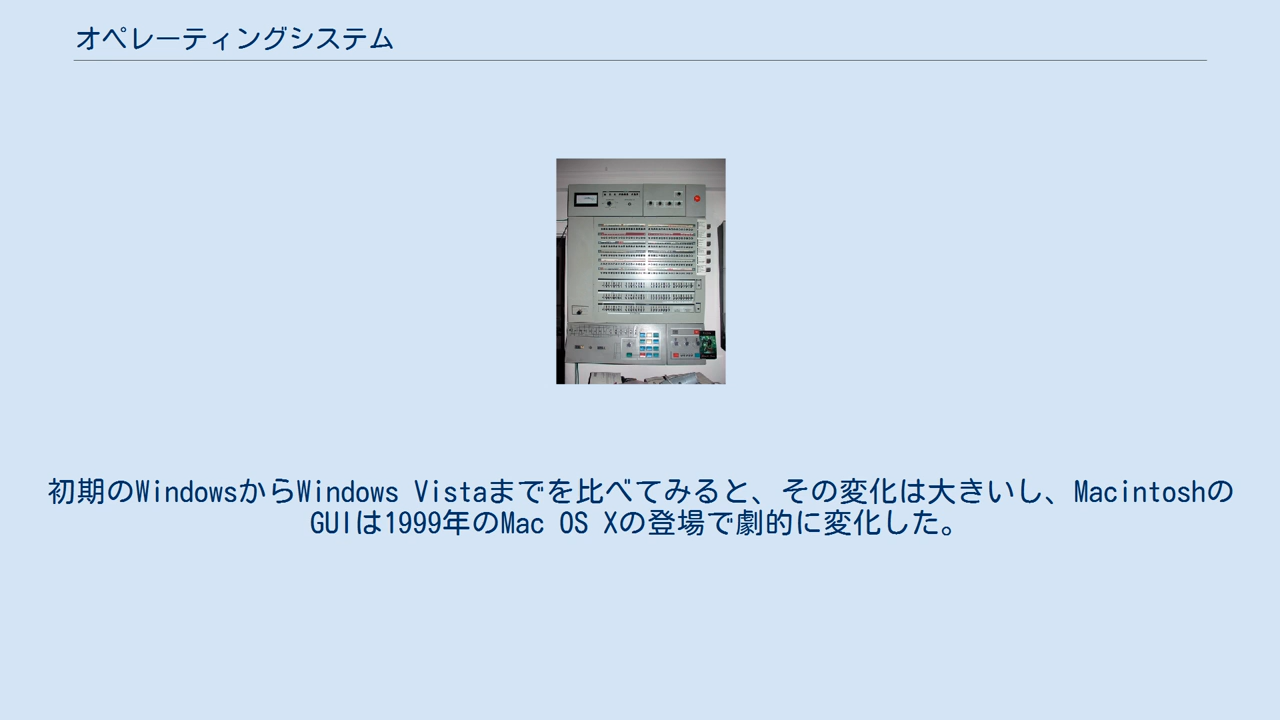 オペレーティングシステム
初期のWindowsからWindows Vistaまでを比べてみると、その変化は大きいし、Macintoshの
GUIは1999年のMac OS Xの登場で劇的に変化した。